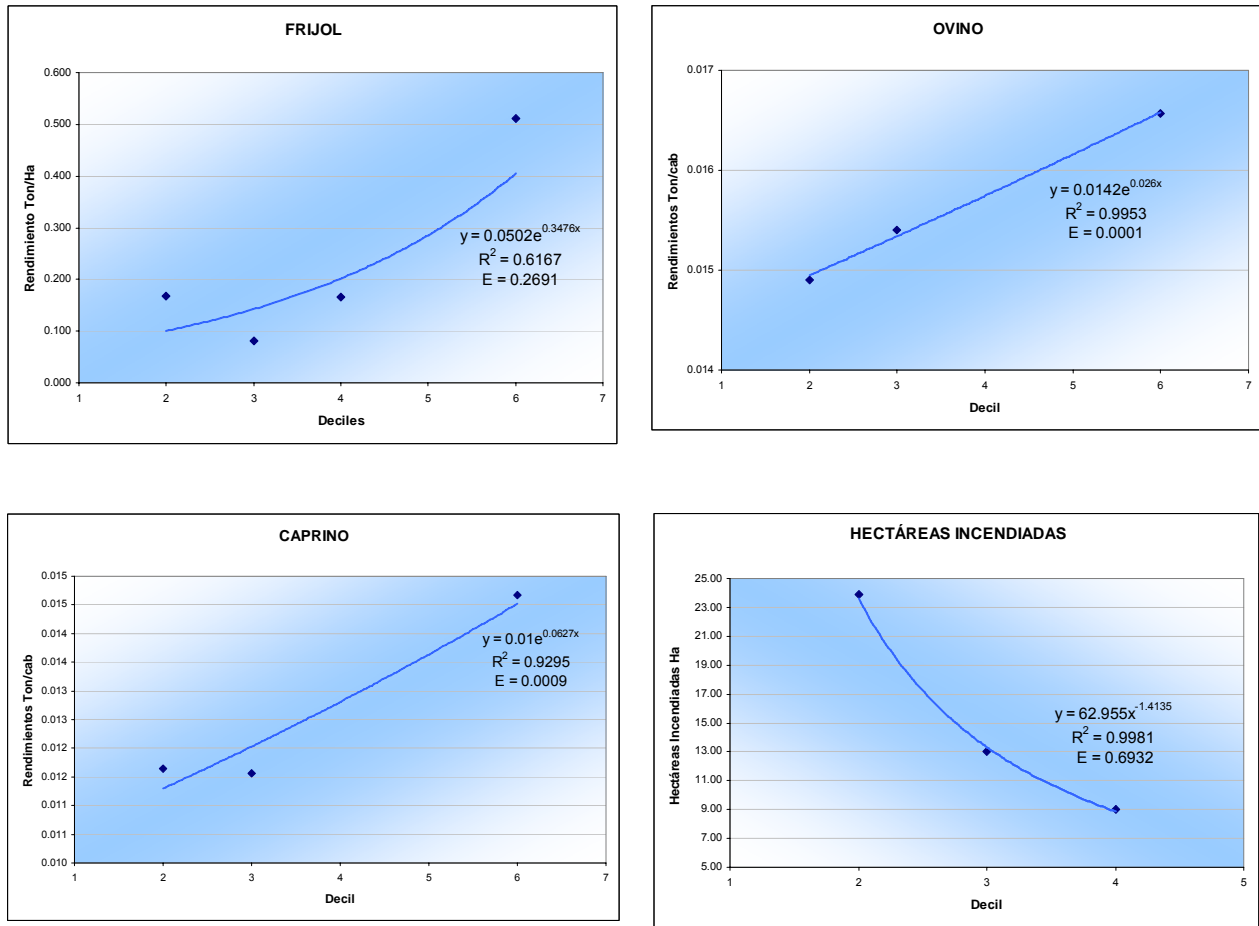 FRIJOL
0.600
0.500
0.400
0.300
0.200
0.100
0.000
Rendimiento Ton/Ha
y = 0.0502e^0.3476x
R² = 0.6167
E = 0.2691
1 2 3 4 5 6 7
Deciles
OVINO
0.017
0.016
0.015
0.014
Rendimientos Ton/cab
y = 0.0142e^0.026x
R² = 0.9953
E = 0.0001
1 2 3 4 5 6 7
Decil
CAPRINO
0.015
0.015
0.014
0.014
0.013
0.013
0.012
0.012
0.011
0.011
0.010
Rendimientos Ton/cab
y = 0.01e^0.0627x
R² = 0.9295
E = 0.0009
1 2 3 4 5 6 7
Decil
HECTÁREAS INCENDIADAS
25.00
23.00
21.00
19.00
17.00
15.00
13.00
11.00
9.00
7.00
5.00
Hectáreas Incendiadas Ha
y = 62.955x^-1.4135
R² = 0.9981
E = 0.6932
1 2 3 4 5
Decil